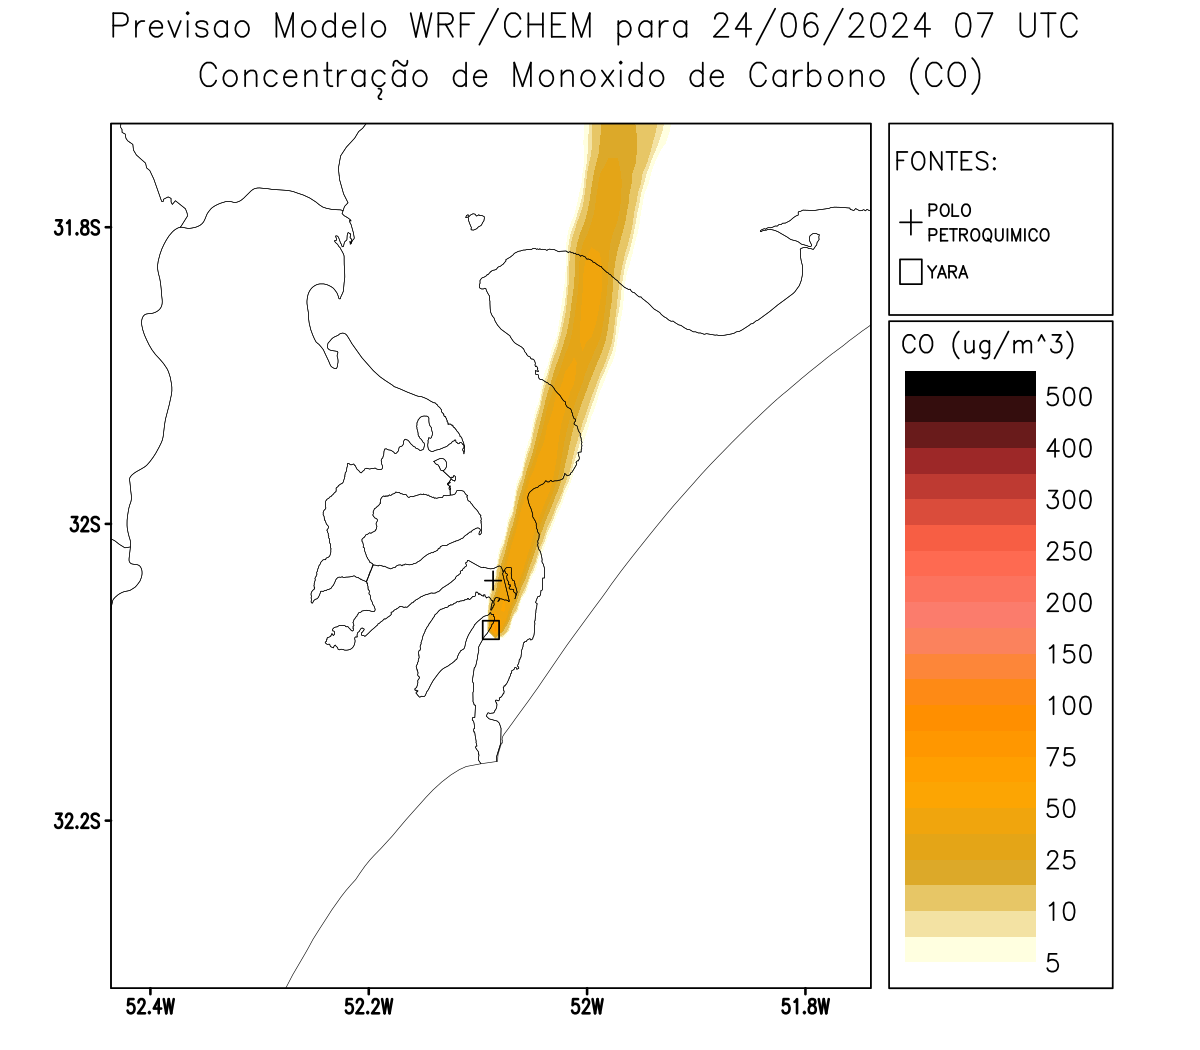 Previsao Modelo WRF/CHEM para 24/06/2024 07 UTC
Concentração de Monoxido de Carbono (CO)
FONTES:
POLO
PETROQUIMICO
YARA
CO (ug/m^3)
500
400
300
250
200
150
100
75
50
25
10
5
31.8S
32S
32.2S
52.4W
52.2W
52W
51.8W